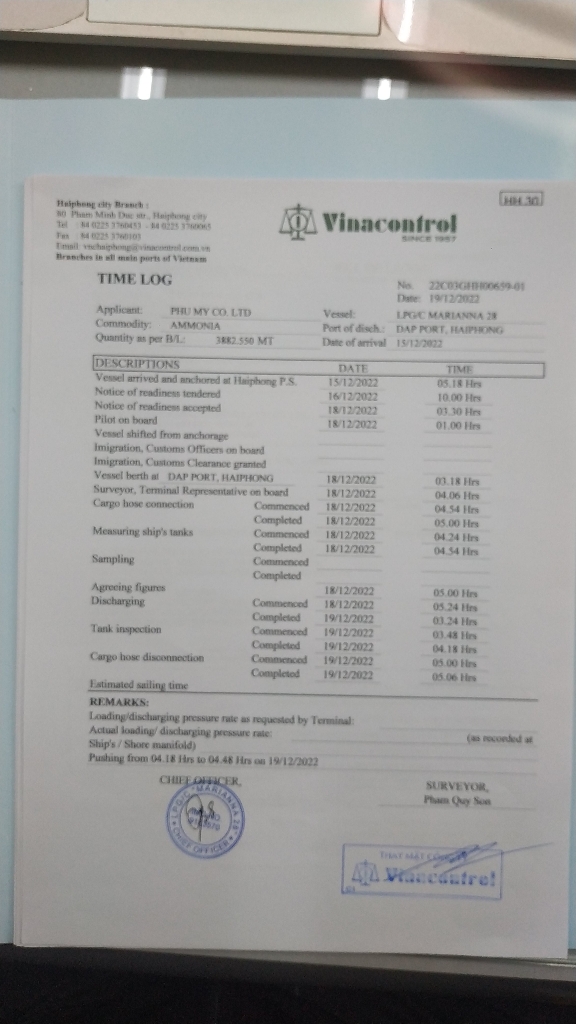 HH 30
Haiphong city Branch :
80 Pham Minh Duc str., Haiphong city
Tel : 84 0225 3760453 - 84 0225 3760065
Fax : 84 0225 3760103
Email: vnchaiphong@vinacontrol.com.vn
Branches in all main ports of Vietnam
Vinacontrol
SINCE 1957
TIME LOG
No. 22C03GHH00659-01
Date: 19/12/2022
Applicant: PHU MY CO. LTD Vessel: LPG/C MARIANNA 28
Commodity: AMMONIA Port of disch.: DAP PORT, HAIPHONG
Quantity as per B/L: 3882.550 MT Date of arrival 15/12/2022
DESCRIPTIONS DATE TIME
Vessel arrived and anchored at Haiphong P.S. 15/12/2022 05.18 Hrs
Notice of readiness tendered 16/12/2022 10.00 Hrs
Notice of readiness accepted 18/12/2022 03.30 Hrs
Pilot on board 18/12/2022 01.00 Hrs
Vessel shifted from anchorage
Imigration, Customs Officers on board
Imigration, Customs Clearance granted
Vessel berth at DAP PORT, HAIPHONG 18/12/2022 03.18 Hrs
Surveyor, Terminal Representative on board 18/12/2022 04.06 Hrs
Cargo hose connection Commenced 18/12/2022 04.54 Hrs
Completed 18/12/2022 05.00 Hrs
Measuring ship's tanks Commenced 18/12/2022 04.24 Hrs
Completed 18/12/2022 04.54 Hrs
Sampling Commenced
Completed
Agreeing figures 18/12/2022 05.00 Hrs
Discharging Commenced 18/12/2022 05.24 Hrs
Completed 19/12/2022 03.24 Hrs
Tank inspection Commenced 19/12/2022 03.48 Hrs
Completed 19/12/2022 04.18 Hrs
Cargo hose disconnection Commenced 19/12/2022 05.00 Hrs
Completed 19/12/2022 05.06 Hrs
Estimated sailing time
REMARKS:
Loading/discharging pressure rate as requested by Terminal:
Actual loading/ discharging pressure rate: (as recorded at
Ship's / Shore manifold)
Pushing from 04.18 Hrs to 04.48 Hrs on 19/12/2022
CHIEF OFFICER, SURVEYOR,
Pham Quy Son
LPG/C "MARIANNA 28"
CHIEF OFFICER
Vinacontrol